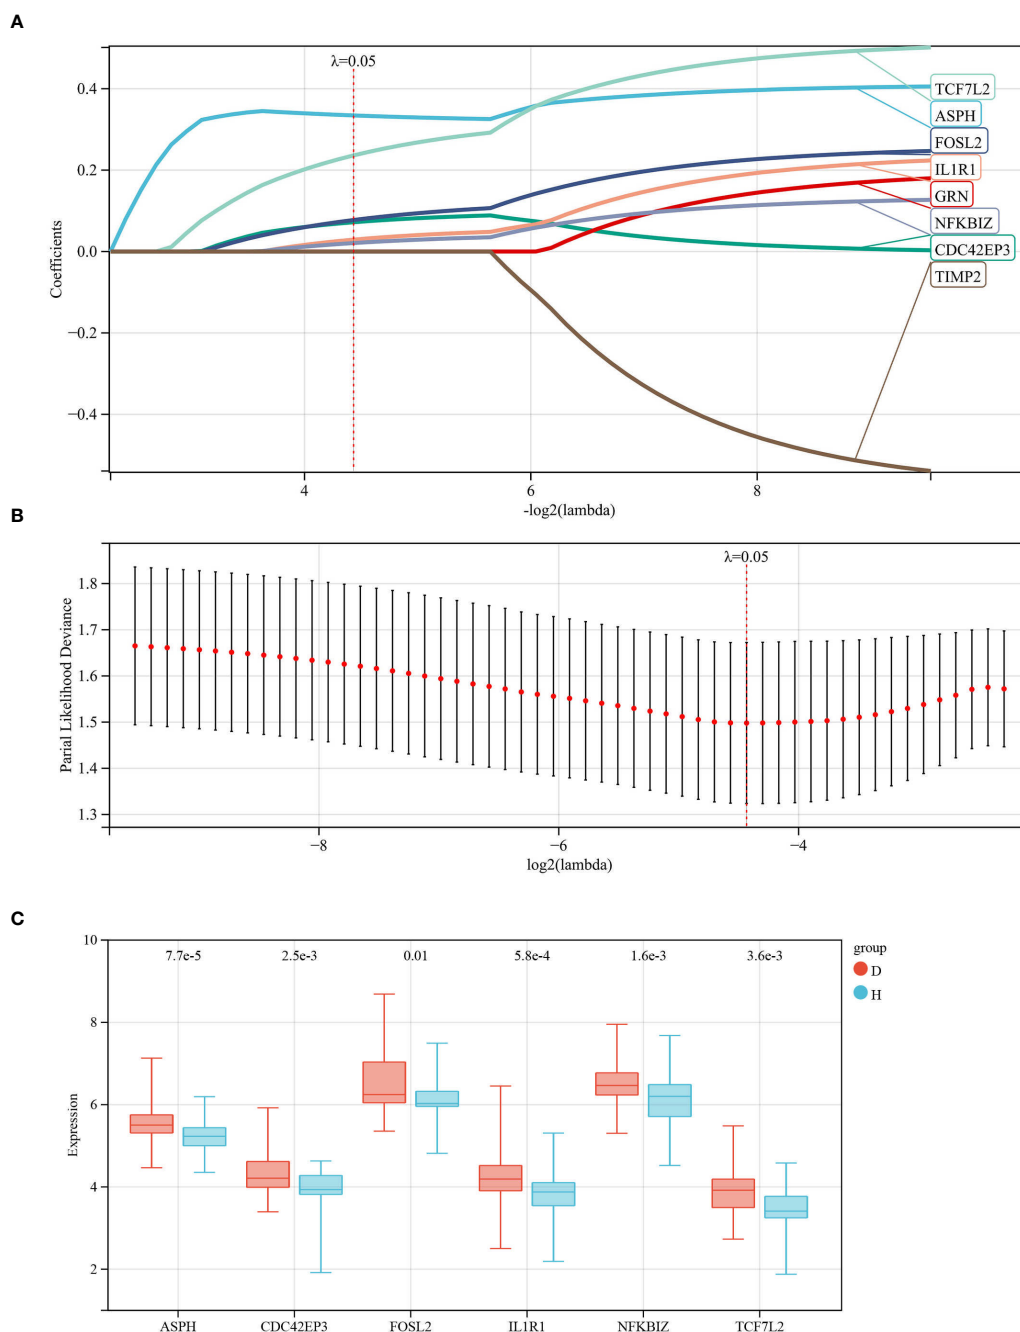 A
λ=0.05
0.4
0.2
0.0
−0.2
−0.4
Coefficients
TCF7L2
ASPH
FOSL2
IL1R1
GRN
NFKBIZ
CDC42EP3
TIMP2
4 6 8
-log2(lambda)
B
λ=0.05
1.8
1.7
1.6
1.5
1.4
1.3
Parial Likelihood Deviance
−8 −6 −4
log2(lambda)
C
10
8
6
4
2
Expression
7.7e-5 2.5e-3 0.01 5.8e-4 1.6e-3 3.6e-3
group
D
H
ASPH CDC42EP3 FOSL2 IL1R1 NFKBIZ TCF7L2